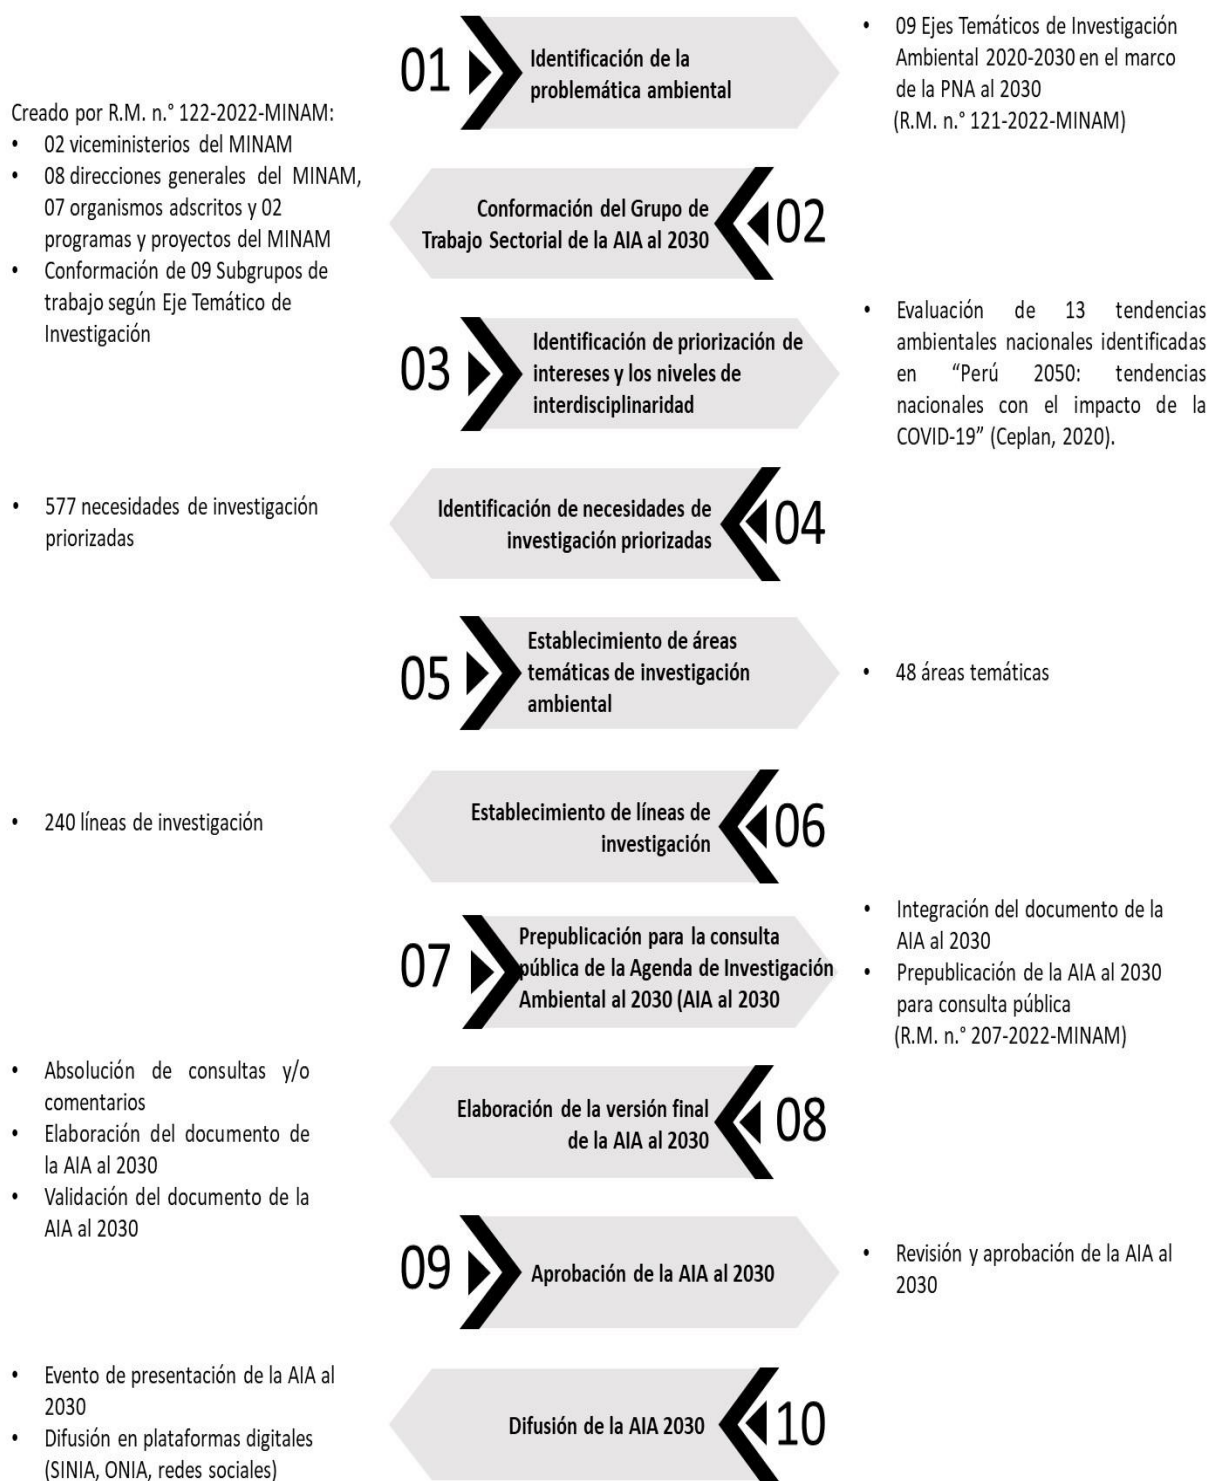 01
Identificación de la
problemática ambiental
• 09 Ejes Temáticos de Investigación
Ambiental 2020-2030 en el marco
de la PNA al 2030
(R.M. n.° 121-2022-MINAM)
Creado por R.M. n.° 122-2022-MINAM:
• 02 viceministerios del MINAM
• 08 direcciones generales del MINAM,
07 organismos adscritos y 02
programas y proyectos del MINAM
• Conformación de 09 Subgrupos de
trabajo según Eje Temático de
Investigación
Conformación del Grupo de
Trabajo Sectorial de la AIA al 2030
02
03
Identificación de priorización de
intereses y los niveles de
interdisciplinaridad
• Evaluación de 13 tendencias
ambientales nacionales identificadas
en “Perú 2050: tendencias
nacionales con el impacto de la
COVID-19” (Ceplan, 2020).
• 577 necesidades de investigación
priorizadas
Identificación de necesidades de
investigación priorizadas
04
05
Establecimiento de áreas
temáticas de investigación
ambiental
• 48 áreas temáticas
• 240 líneas de investigación
Establecimiento de líneas de
investigación
06
07
Prepublicación para la consulta
pública de la Agenda de Investigación
Ambiental al 2030 (AIA al 2030
• Integración del documento de la
AIA al 2030
• Prepublicación de la AIA al 2030
para consulta pública
(R.M. n.° 207-2022-MINAM)
• Absolución de consultas y/o
comentarios
• Elaboración del documento de
la AIA al 2030
• Validación del documento de la
AIA al 2030
Elaboración de la versión final
de la AIA al 2030
08
09
Aprobación de la AIA al 2030
• Revisión y aprobación de la AIA al
2030
• Evento de presentación de la AIA al
2030
• Difusión en plataformas digitales
(SINIA, ONIA, redes sociales)
Difusión de la AIA 2030
10